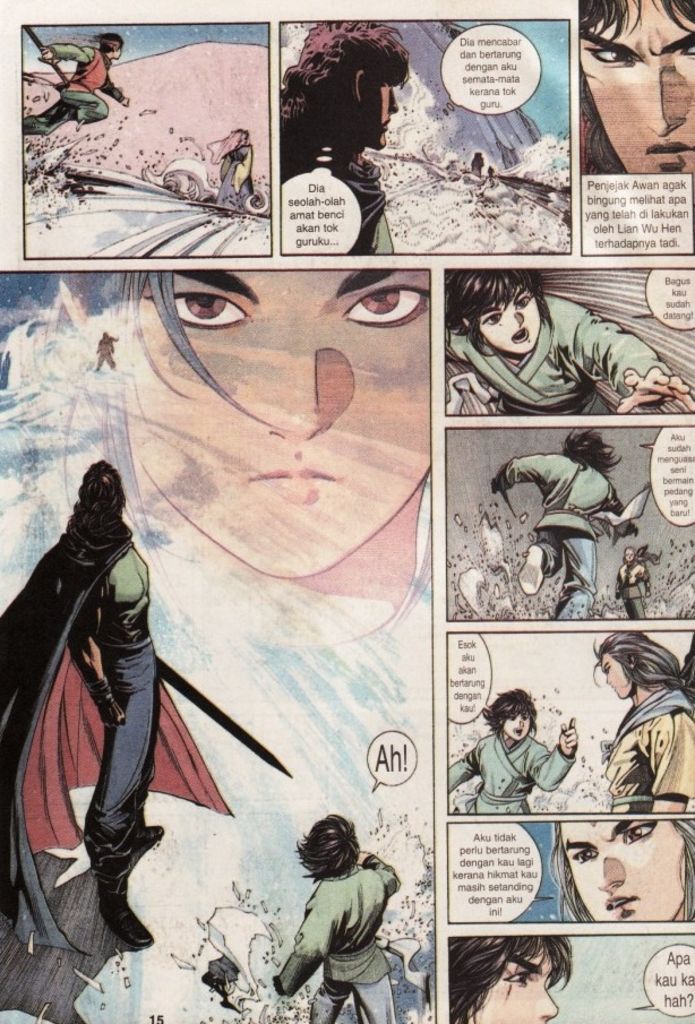 Dia mencabar
dan bertarung
dengan aku
semata-mata
kerana tok
guru.
Dia
seolah-olah
amat benci
akan tok
guruku...
Penjejak Awan agak
bingung melihat apa
yang telah di lakukan
oleh Lian Wu Hen
terhadapnya tadi.
Ah!
Bagus
kau
sudah
datang!
Aku
sudah
menguasa
seni
bermain
pedang
yang
baru!
Esok
aku
akan
bertarung
dengan
kau!
Aku tidak
perlu bertarung
dengan kau lagi
kerana hikmat kau
masih setanding
dengan aku
ini!
Apa
kau ka
hah?
15